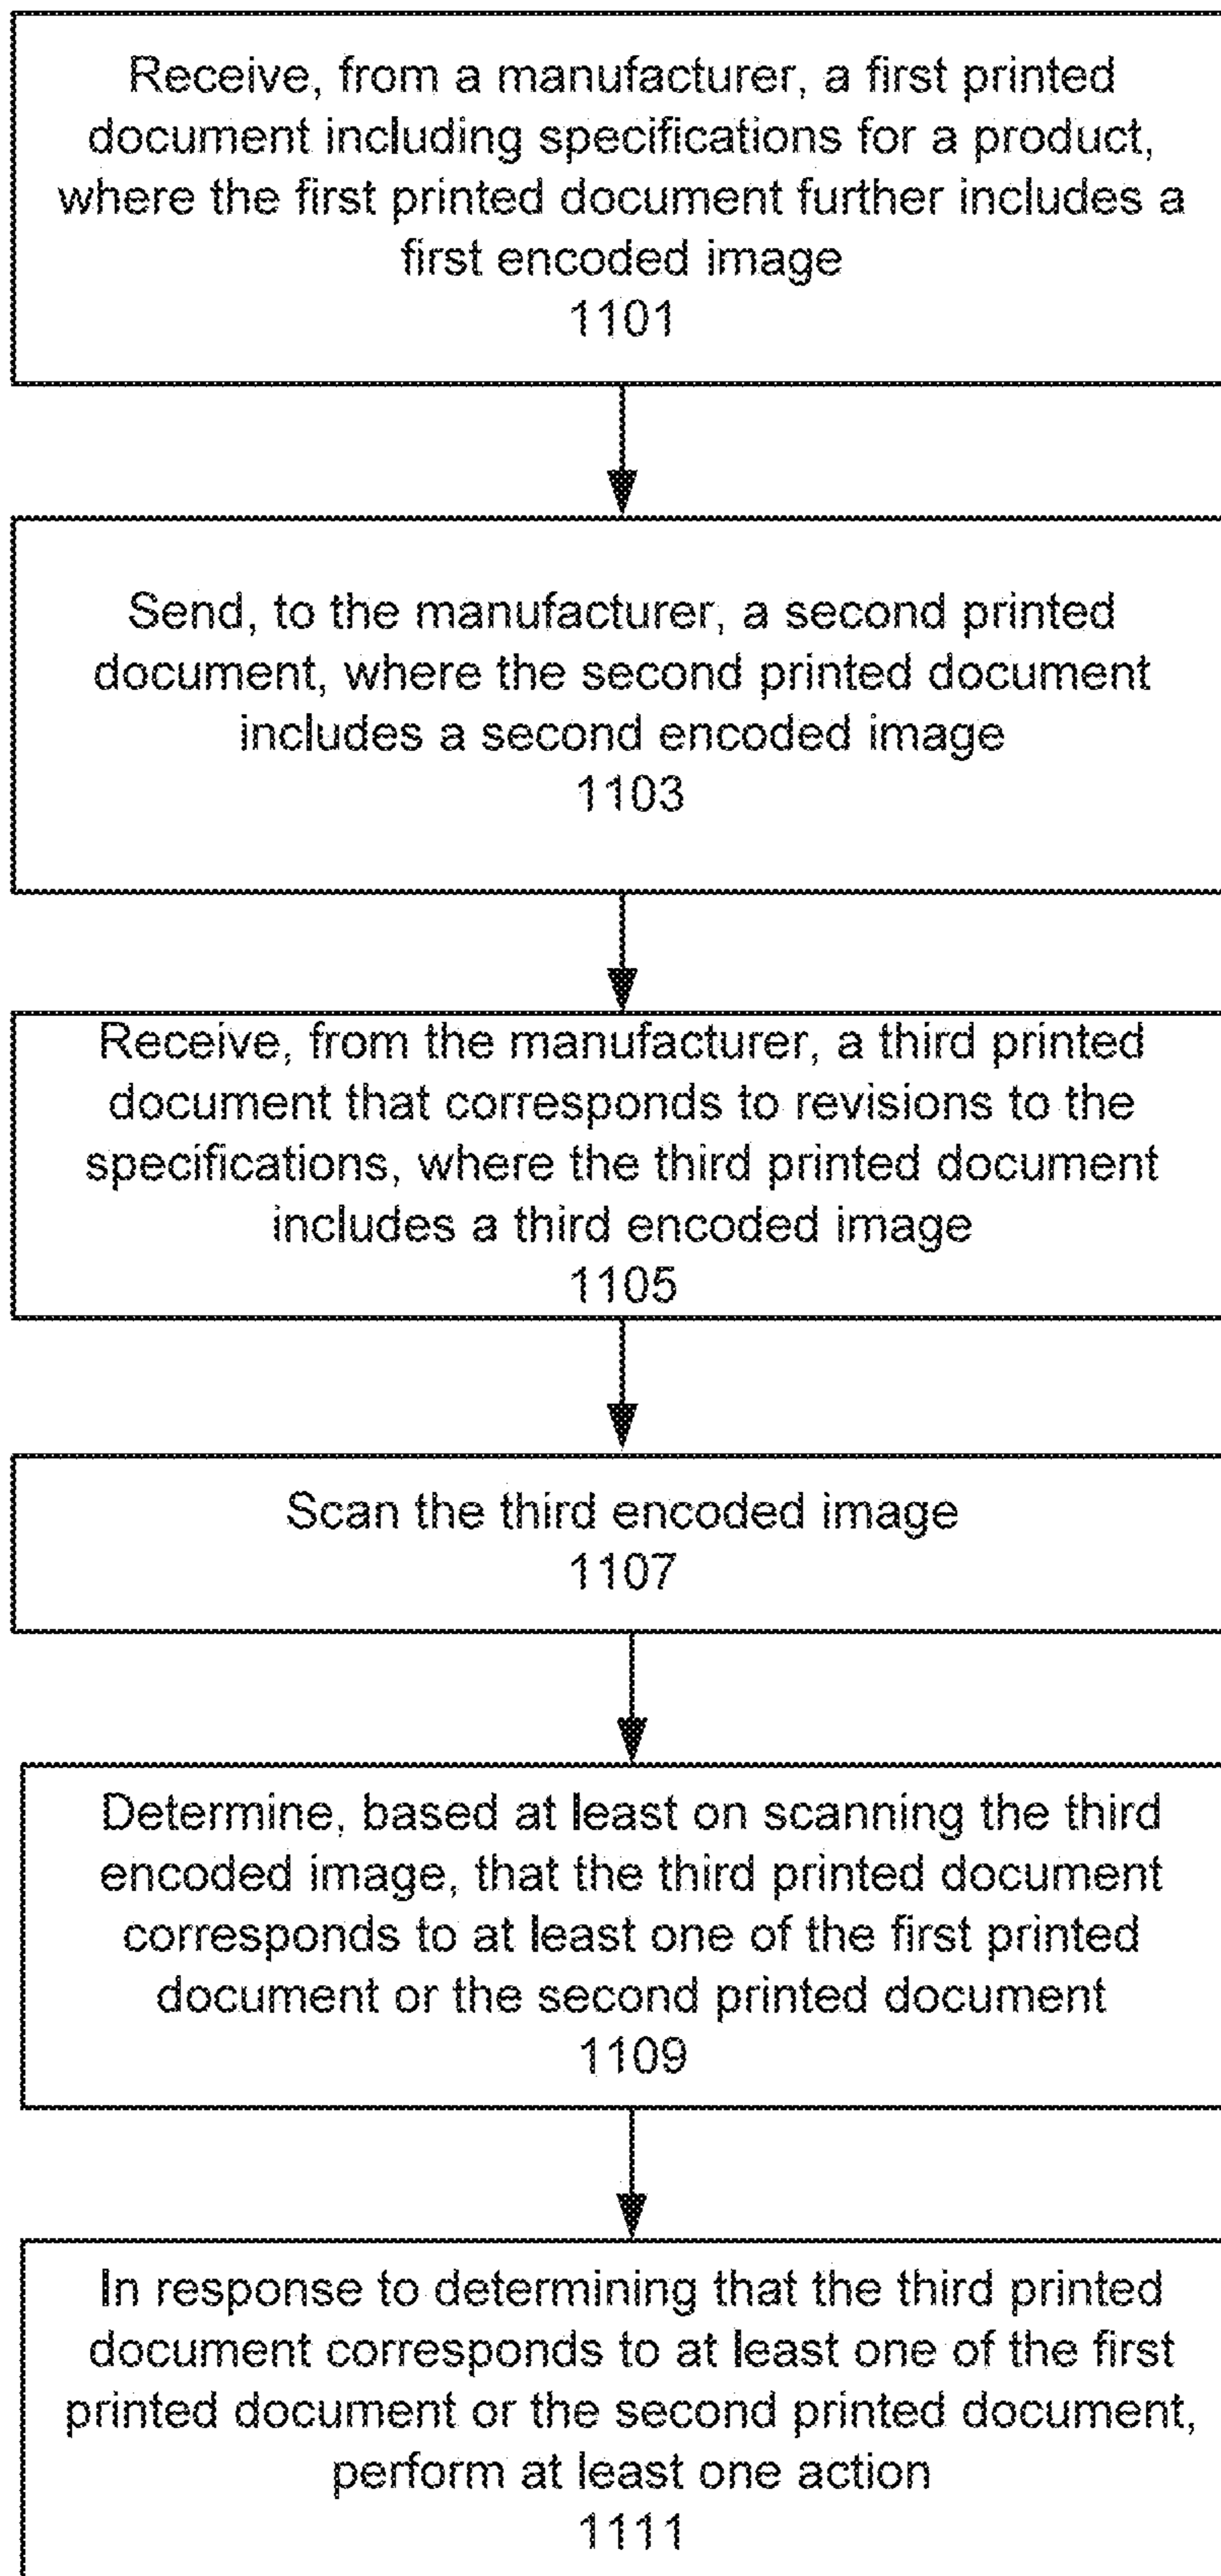 Receive, from a manufacturer, a first printed
document including specifications for a product,
where the first printed document further includes a
first encoded image
1101
Send, to the manufacturer, a second printed
document, where the second printed document
includes a second encoded image
1103
Receive, from the manufacturer, a third printed
document that corresponds to revisions to the
specifications, where the third printed document
includes a third encoded image
1105
Scan the third encoded image
1107
Determine, based at least on scanning the third
encoded image, that the third printed document
corresponds to at least one of the first printed
document or the second printed document
1109
In response to determining that the third printed
document corresponds to at least one of the first
printed document or the second printed document,
perform at least one action
1111